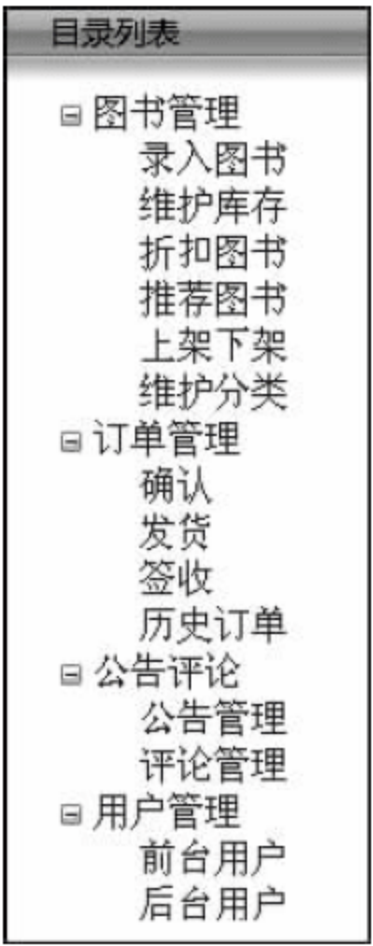 目录列表
图书管理
录入图书
维护库存
折扣图书
推荐图书
上架下架
维护分类
订单管理
确认
发货
签收
历史订单
公告评论
公告管理
评论管理
用户管理
前台用户
后台用户